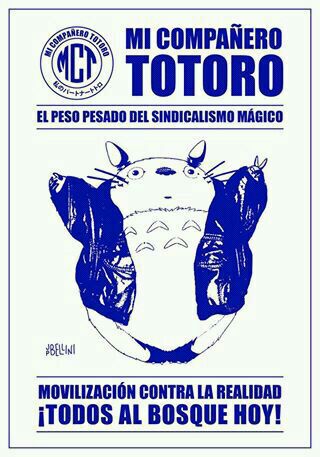 MI COMPAÑERO TOTORO
MCT
私のパートナートトロ
MI COMPAÑERO
TOTORO
EL PESO PESADO DEL SINDICALISMO MÁGICO
BELLINI
MOVILIZACIÓN CONTRA LA REALIDAD
¡TODOS AL BOSQUE HOY!